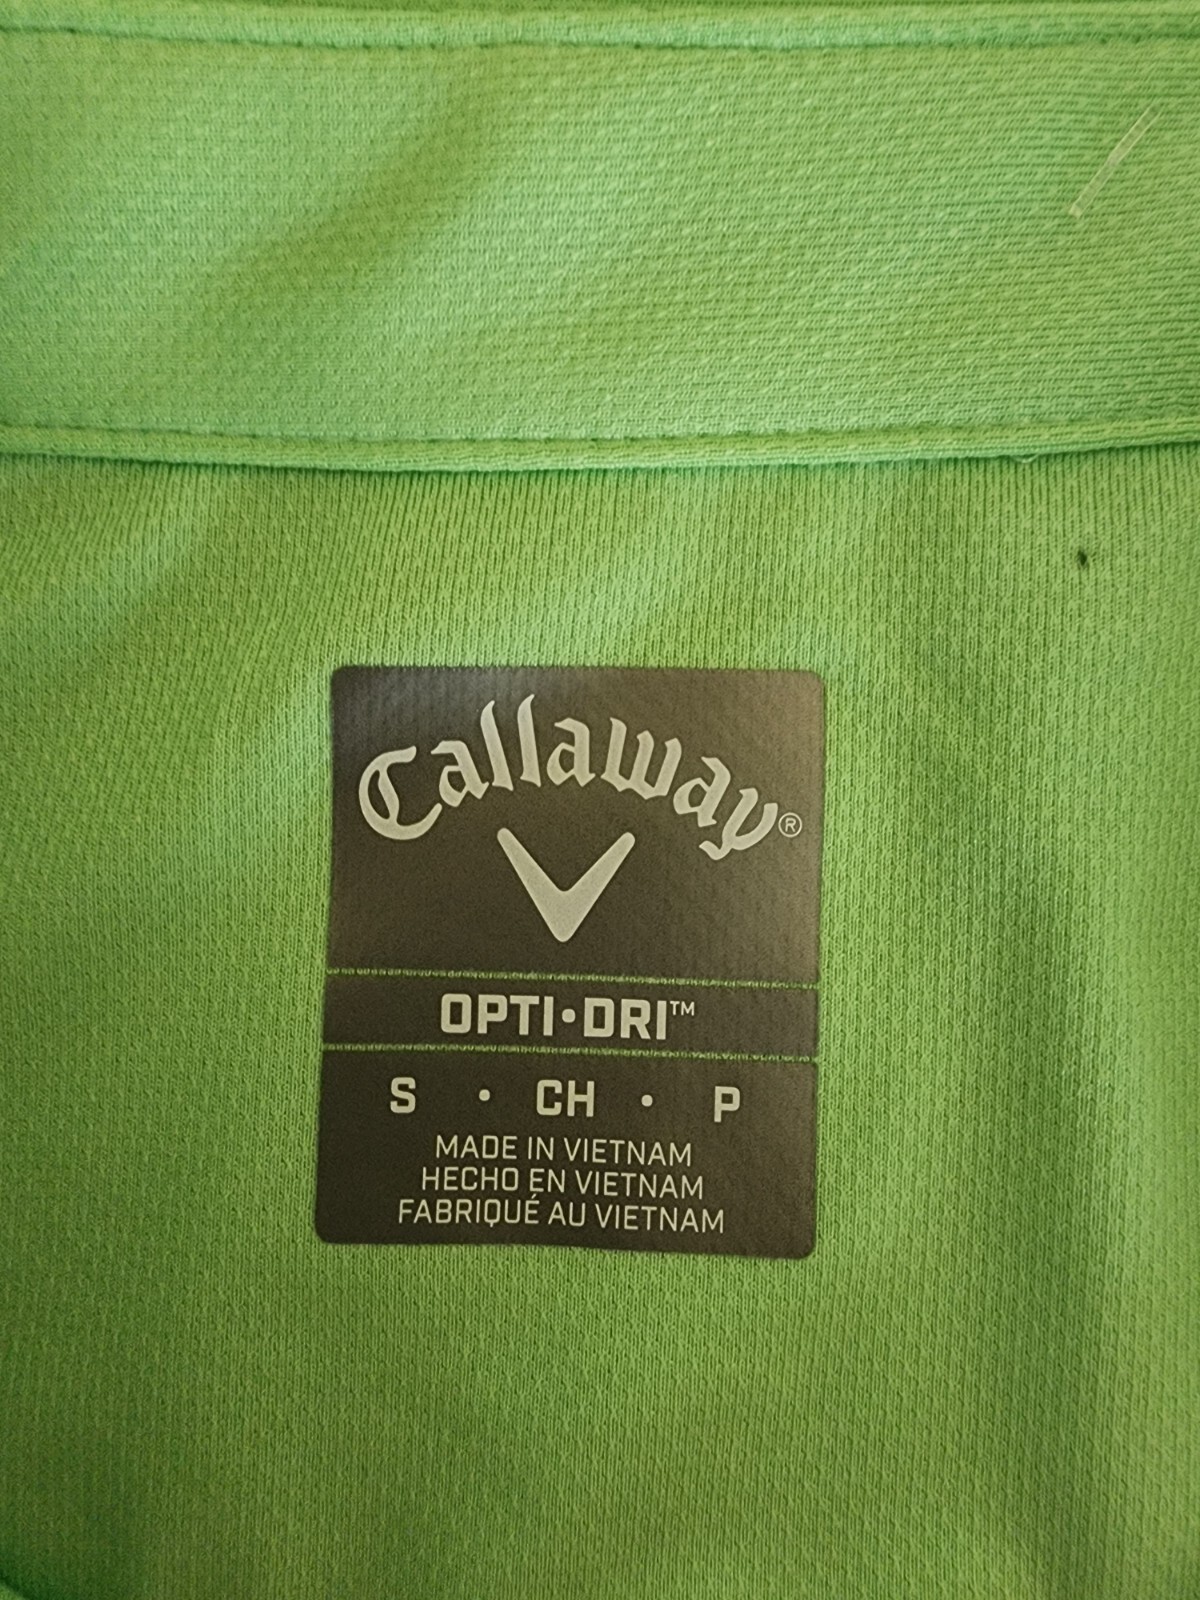 Callaway®
OPTI•DRI™
S • CH • P
MADE IN VIETNAM
HECHO EN VIETNAM
FABRIQUÉ AU VIETNAM